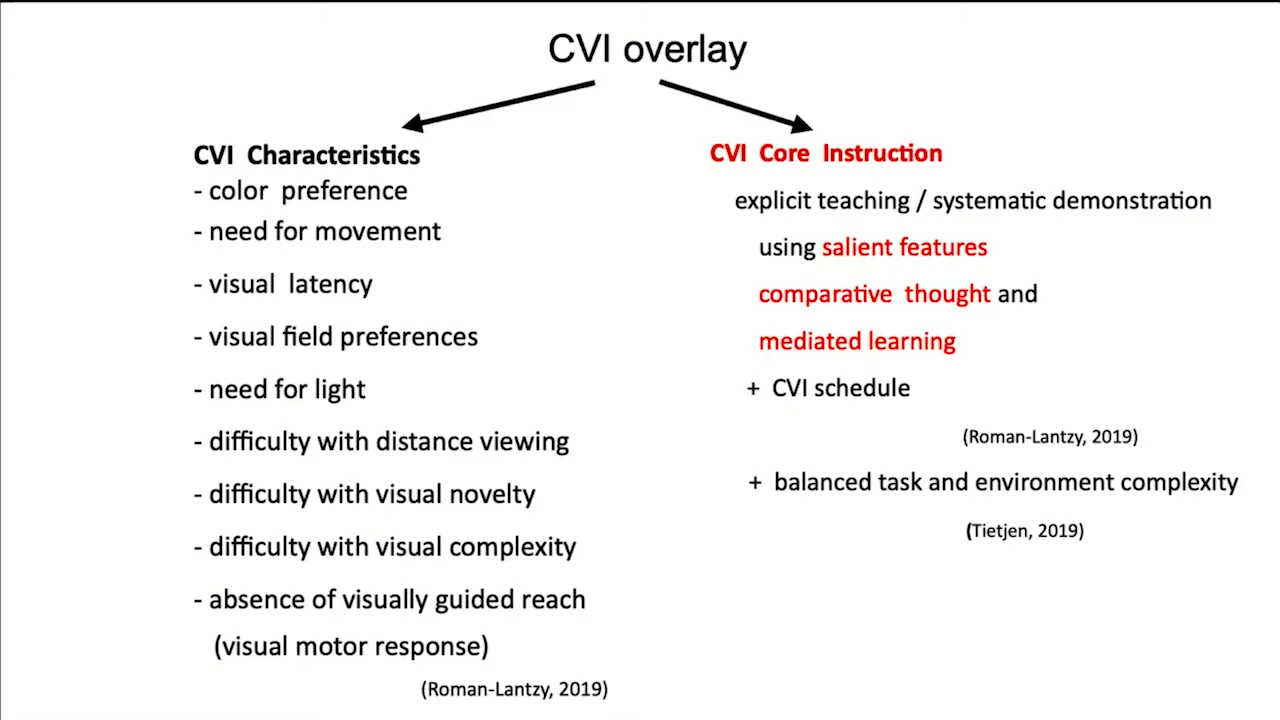 CVI overlay
CVI Characteristics
- color preference
- need for movement
- visual latency
- visual field preferences
- need for light
- difficulty with distance viewing
- difficulty with visual novelty
- difficulty with visual complexity
- absence of visually guided reach
(visual motor response)
(Roman-Lantzy, 2019)
CVI Core Instruction
explicit teaching / systematic demonstration
using salient features
comparative thought and
mediated learning
+ CVI schedule
(Roman-Lantzy, 2019)
+ balanced task and environment complexity
(Tietjen, 2019)